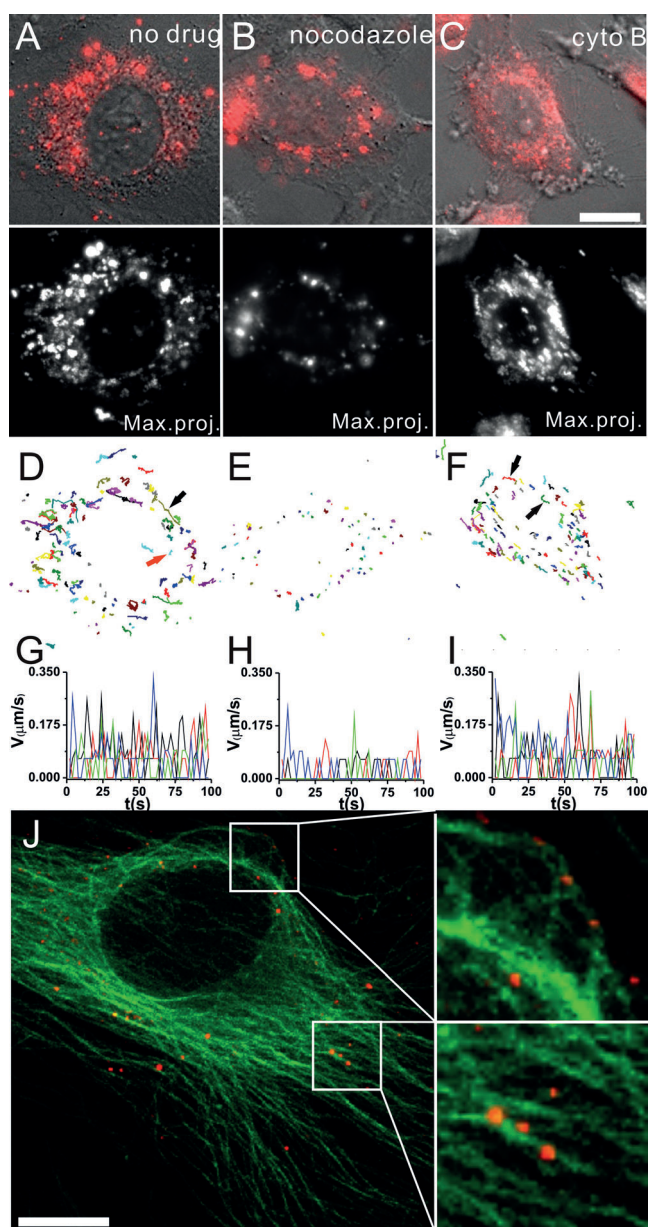 A no drug
B nocodazole
C cyto B
Max.proj.
Max.proj.
Max.proj.
D
E
F
G
H
I
0.350
0.175
0.000
V(μm/s)
0 25 50 75 100
t(s)
0.350
0.175
0.000
V(μm/s)
0 25 50 75 100
t(s)
0.350
0.175
0.000
V(μm/s)
0 25 50 75 100
t(s)
J